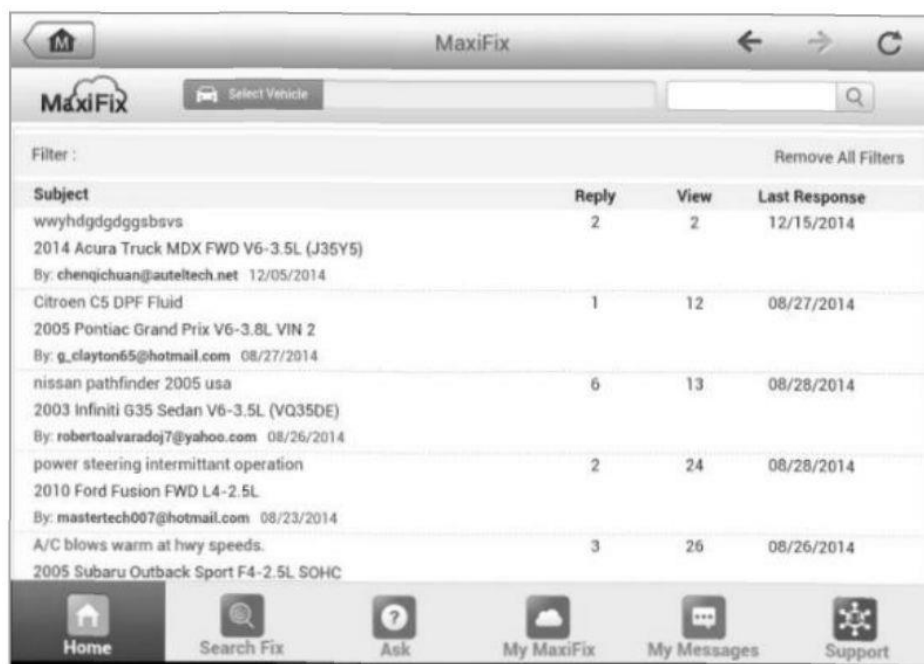 MaxiFix
MaxiFix Select Vehicle
Filter : Remove All Filters
Subject Reply View Last Response
wwyhdgdgdggsbsvs 2 2 12/15/2014
2014 Acura Truck MDX FWD V6-3.5L (J35Y5)
By: chenqichuan@auteltech.net 12/05/2014
Citroen C5 DPF Fluid 1 12 08/27/2014
2005 Pontiac Grand Prix V6-3.8L VIN 2
By: g_clayton65@hotmail.com 08/27/2014
nissan pathfinder 2005 usa 6 13 08/28/2014
2003 Infiniti G35 Sedan V6-3.5L (VQ35DE)
By: robertoalvaradoj7@yahoo.com 08/26/2014
power steering intermittant operation 2 24 08/28/2014
2010 Ford Fusion FWD L4-2.5L
By: mastertech007@hotmail.com 08/23/2014
A/C blows warm at hwy speeds. 3 26 08/26/2014
2005 Subaru Outback Sport F4-2.5L SOHC
Home Search Fix Ask My MaxiFix My Messages Support